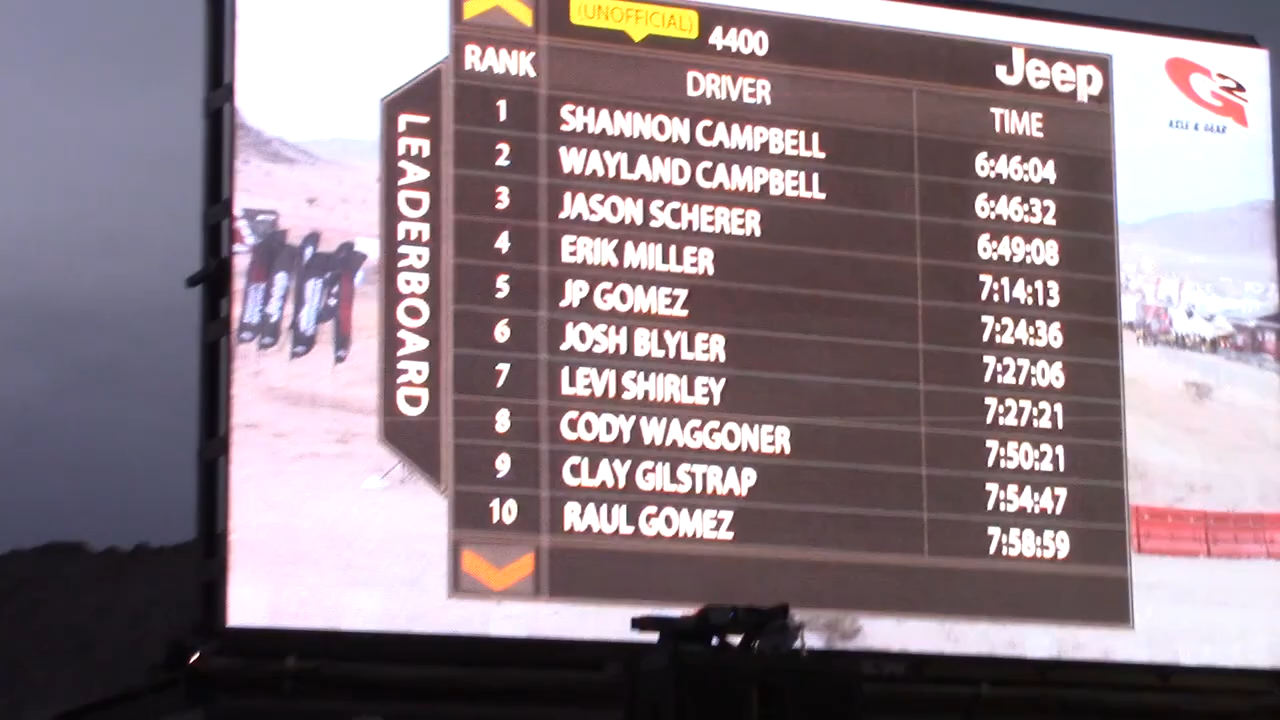 (UNOFFICIAL)
4400
Jeep
G2
AXLE & GEAR
LEADERBOARD
RANK DRIVER TIME
1 SHANNON CAMPBELL 6:46:04
2 WAYLAND CAMPBELL 6:46:32
3 JASON SCHERER 6:49:08
4 ERIK MILLER 7:14:13
5 JP GOMEZ 7:24:36
6 JOSH BLYLER 7:27:06
7 LEVI SHIRLEY 7:27:21
8 CODY WAGGONER 7:50:21
9 CLAY GILSTRAP 7:54:47
10 RAUL GOMEZ 7:58:59